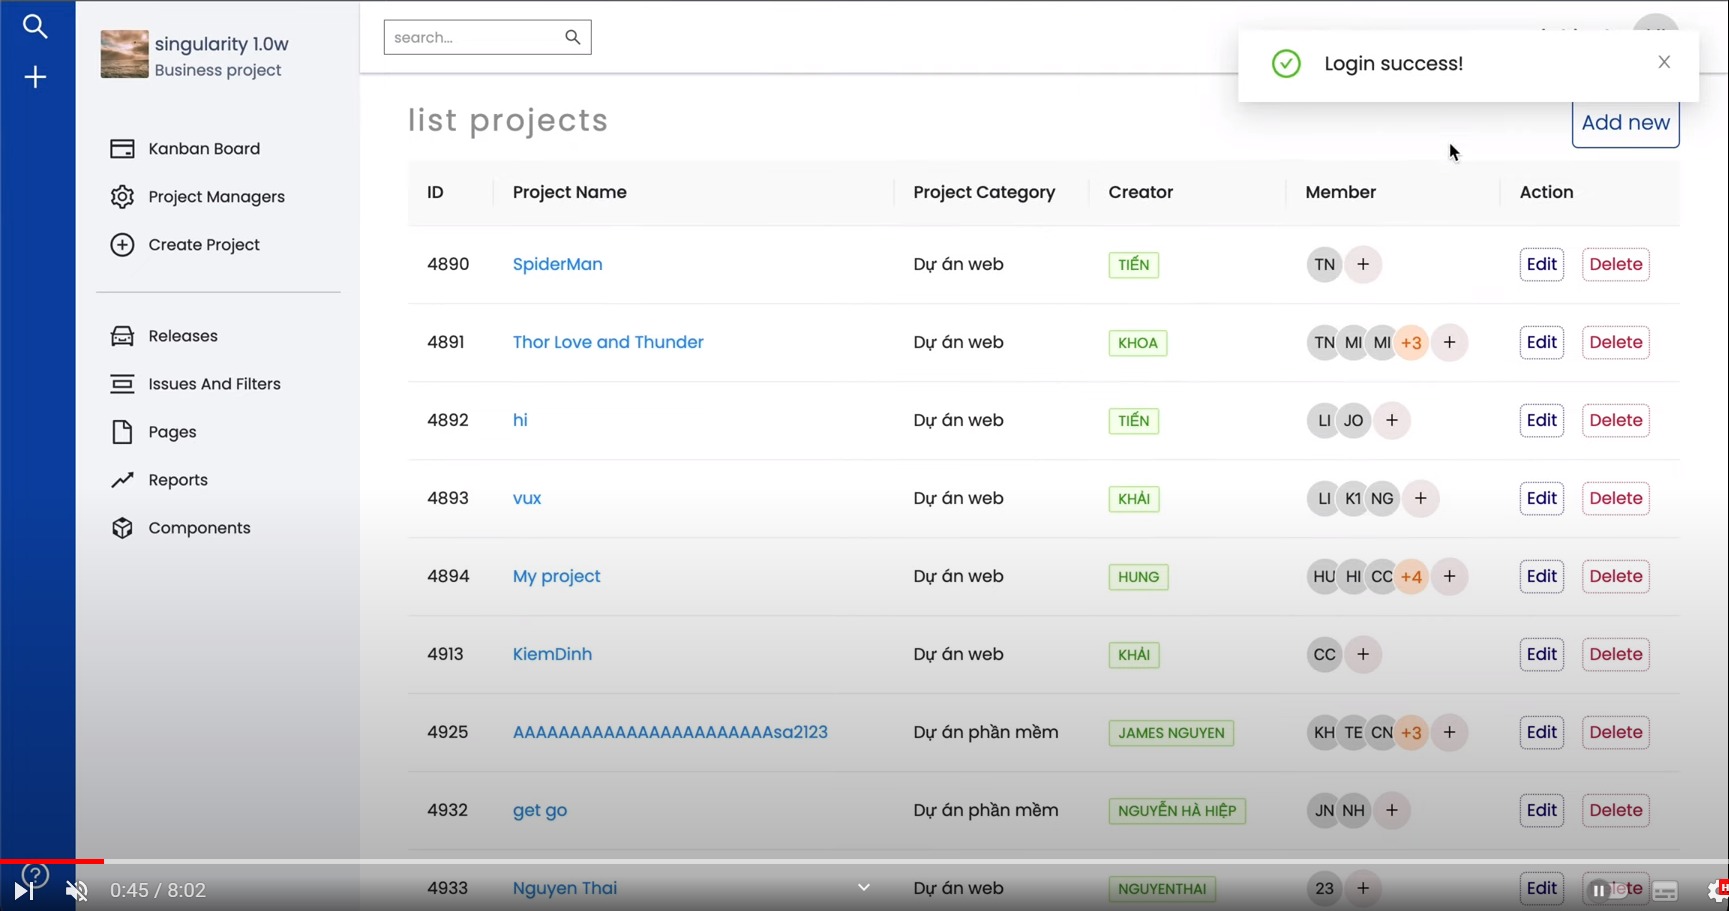 singularity 1.0w
Business project
Kanban Board
Project Managers
Create Project
Releases
Issues And Filters
Pages
Reports
Components
search...
Login success!
list projects
Add new
ID Project Name Project Category Creator Member Action
4890 SpiderMan Dự án web TIẾN TN + Edit Delete
4891 Thor Love and Thunder Dự án web KHOA TN MI MI +3 + Edit Delete
4892 hi Dự án web TIẾN LI JO + Edit Delete
4893 vux Dự án web KHẢI LI K1 NG + Edit Delete
4894 My project Dự án web HUNG HU HI CC +4 + Edit Delete
4913 KiemDinh Dự án web KHẢI CC + Edit Delete
4925 AAAAAAAAAAAAAAAAAAAAAAAsa2123 Dự án phần mềm JAMES NGUYEN KH TE CN +3 + Edit Delete
4932 get go Dự án phần mềm NGUYỄN HÀ HIỆP JN NH + Edit Delete
4933 Nguyen Thai Dự án web NGUYENTHAI 23 + Edit
0:45 / 8:02